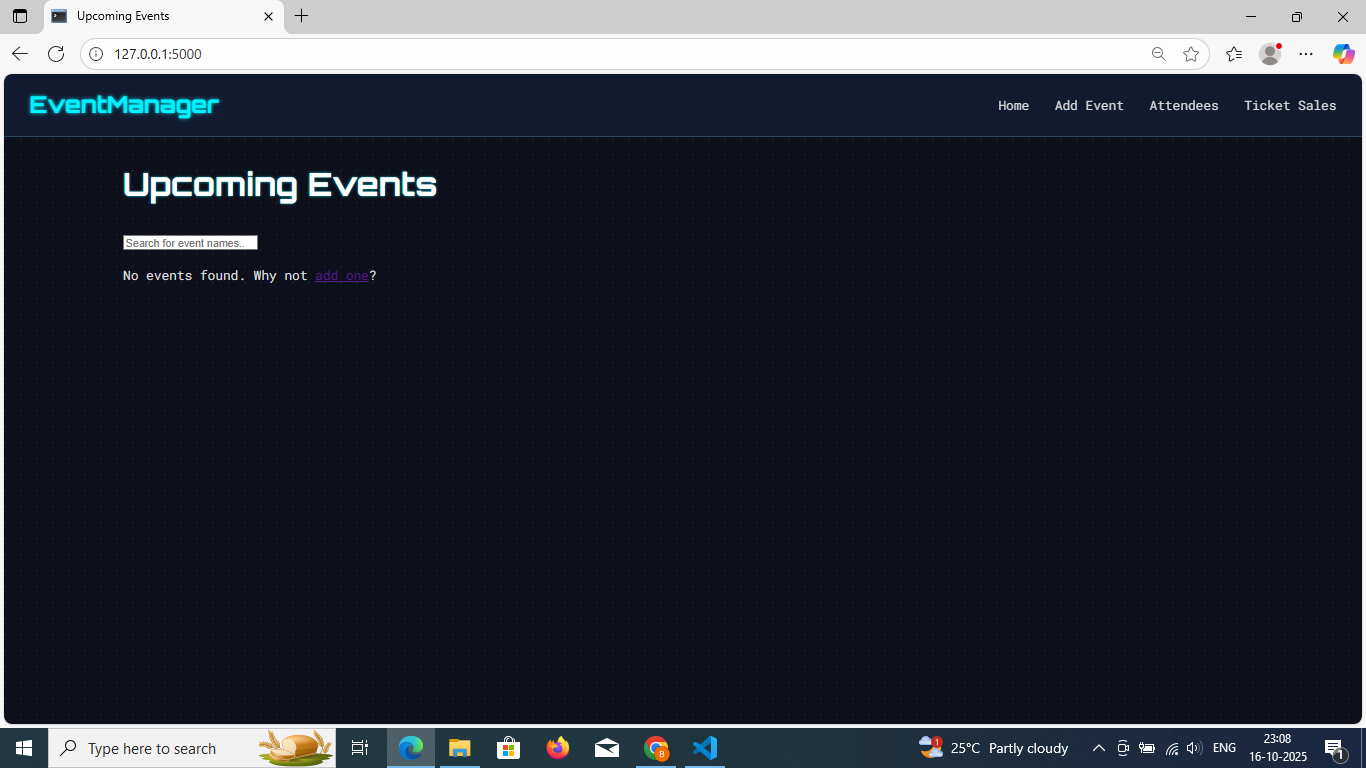 Upcoming Events
127.0.0.1:5000
EventManager
Home Add Event Attendees Ticket Sales
Upcoming Events
Search for event names..
No events found. Why not add one?
Type here to search
B
1
25°C Partly cloudy
ENG
23:08
16-10-2025
1